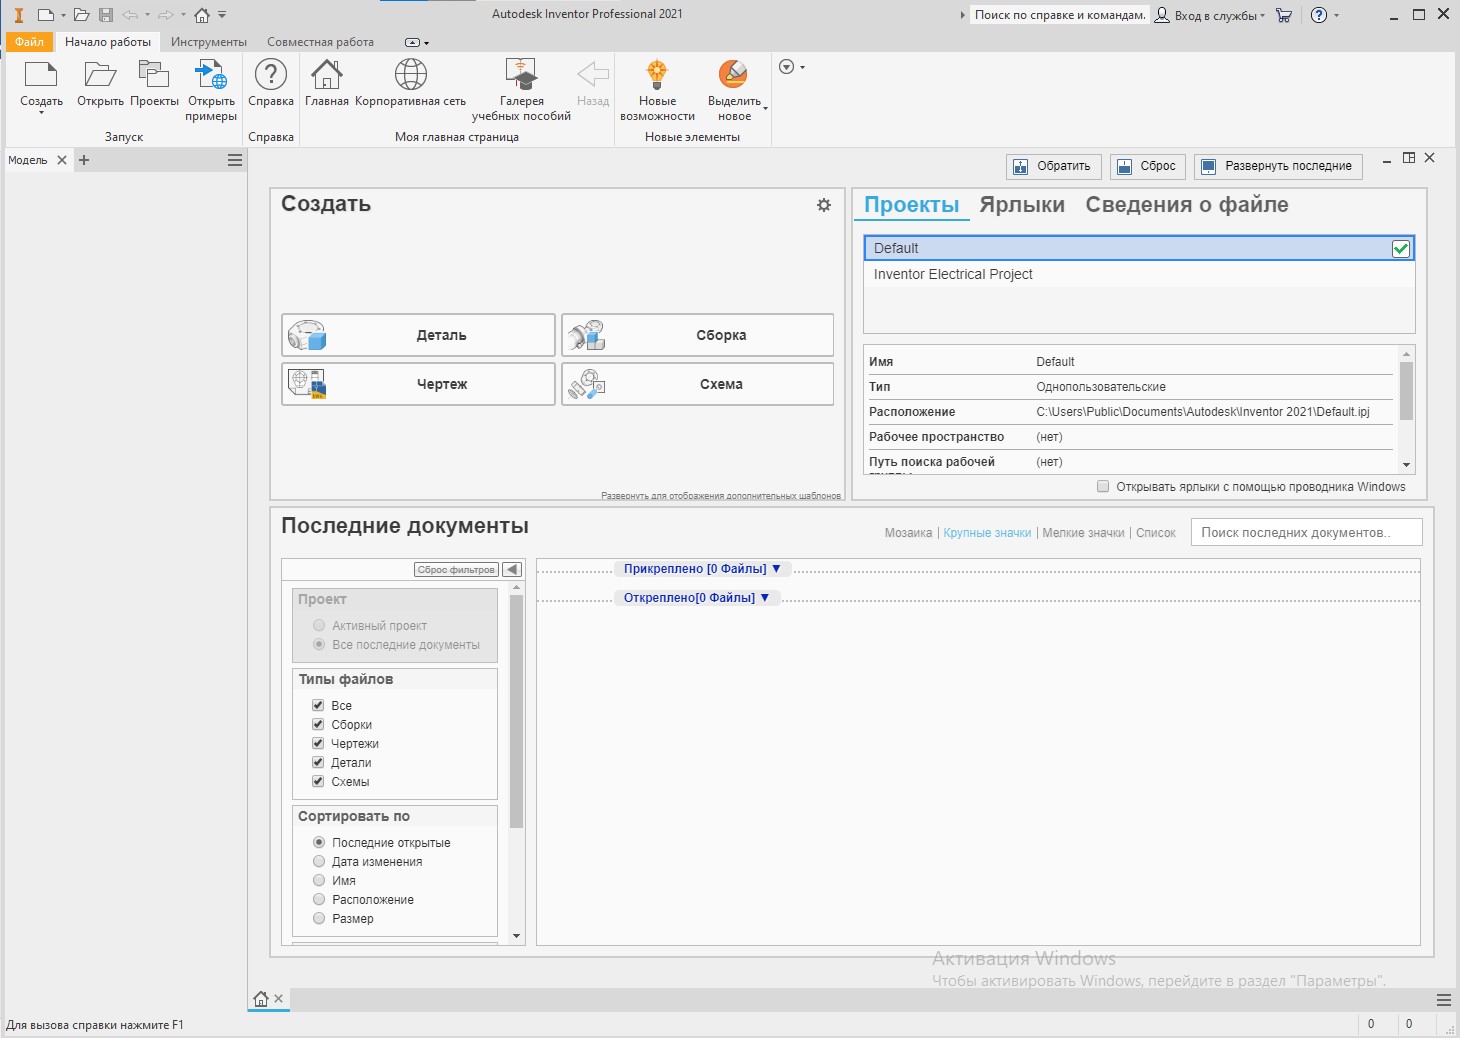 Autodesk Inventor Professional 2021
Поиск по справке и командам.
Вход в службы
Файл
Начало работы
Инструменты
Совместная работа
Создать
Открыть
Проекты
Открыть примеры
Справка
Главная
Корпоративная сеть
Галерея учебных пособий
Назад
Новые возможности
Выделить новое
Запуск
Справка
Моя главная страница
Новые элементы
Модель
Обратить
Сброс
Развернуть последние
Создать
Деталь
Сборка
Чертеж
Схема
Развернуть для отображения дополнительных шаблонов
Проекты
Ярлыки
Сведения о файле
Default
Inventor Electrical Project
Имя Default
Тип Однопользовательские
Расположение C:\Users\Public\Documents\Autodesk\Inventor 2021\Default.ipj
Рабочее пространство (нет)
Путь поиска рабочей (нет)
Открывать ярлыки с помощью проводника Windows
Последние документы
Мозаика | Крупные значки | Мелкие значки | Список
Поиск последних документов..
Сброс фильтров
Проект
Активный проект
Все последние документы
Типы файлов
Все
Сборки
Чертежи
Детали
Схемы
Сортировать по
Последние открытые
Дата изменения
Имя
Расположение
Размер
Прикреплено [0 Файлы] ▼
Откреплено[0 Файлы] ▼
Активация Windows
Чтобы активировать Windows, перейдите в раздел "Параметры".
Для вызова справки нажмите F1
0 0